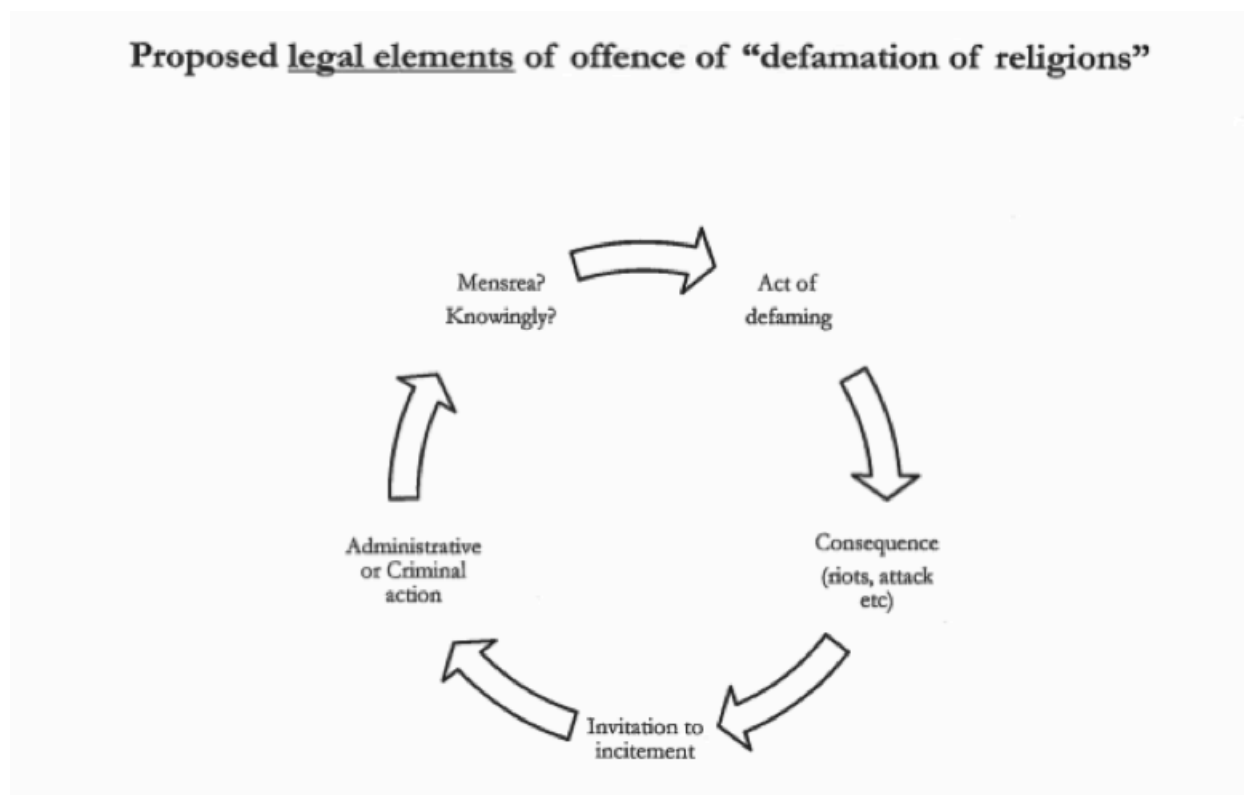 Proposed legal elements of offence of “defamation of religions”
Mensrea?
Knowingly?
Act of
defaming
Consequence
(riots, attack
etc)
Invitation to
incitement
Administrative
or Criminal
action